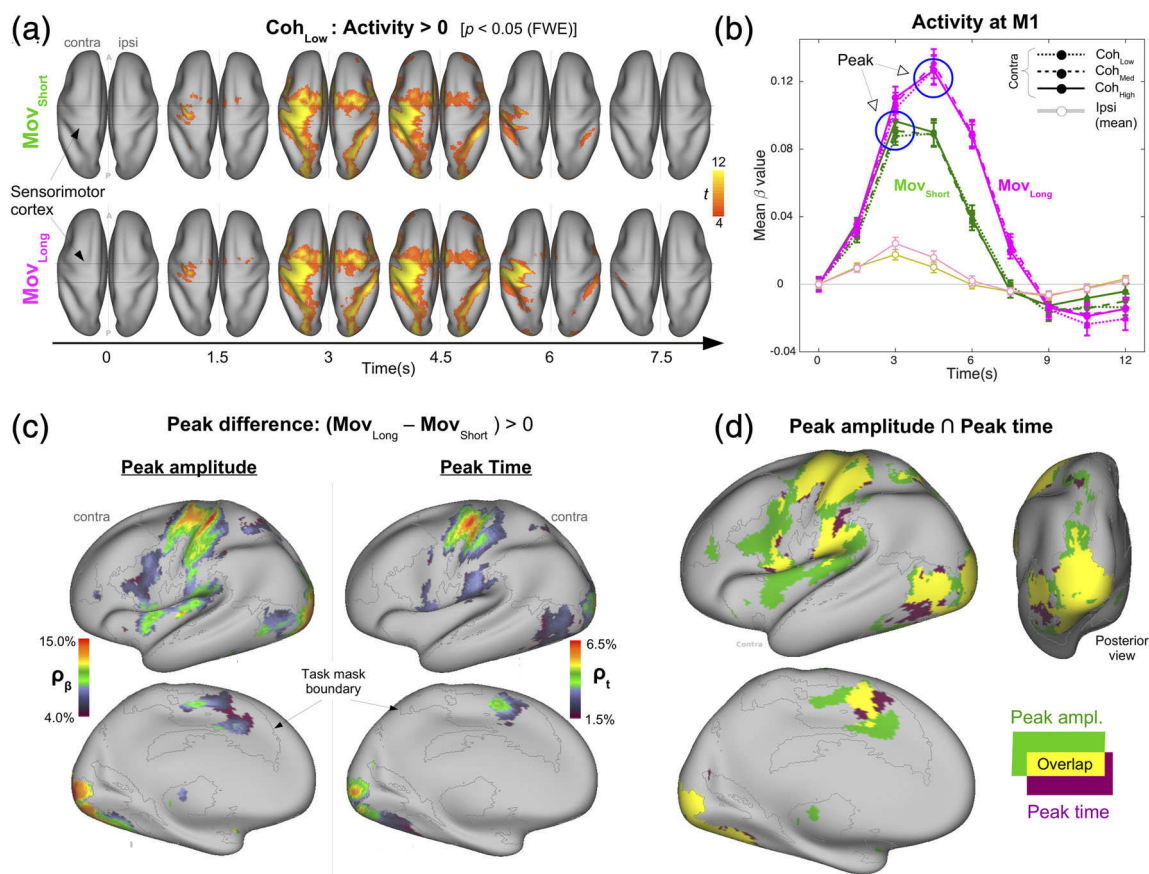 (a)
Coh_Low : Activity > 0 [p < 0.05 (FWE)]
contra ipsi
A
P
Mov_Short
Sensorimotor
cortex
Mov_Long
A
P
12
t
4
0 1.5 3 4.5 6 7.5
Time(s)
(b)
Activity at M1
Peak
Contra
Coh_Low
Coh_Med
Coh_High
Ipsi
(mean)
Mov_Short
Mov_Long
Mean β value
0.12
0.08
0.04
0
-0.04
0 3 6 9 12
Time(s)
(c)
Peak difference: (Mov_Long – Mov_Short ) > 0
Peak amplitude
Peak Time
contra
contra
15.0%
ρ_β
4.0%
Task mask
boundary
6.5%
ρ_t
1.5%
(d)
Peak amplitude ∩ Peak time
Contra
Posterior
view
Peak ampl.
Overlap
Peak time